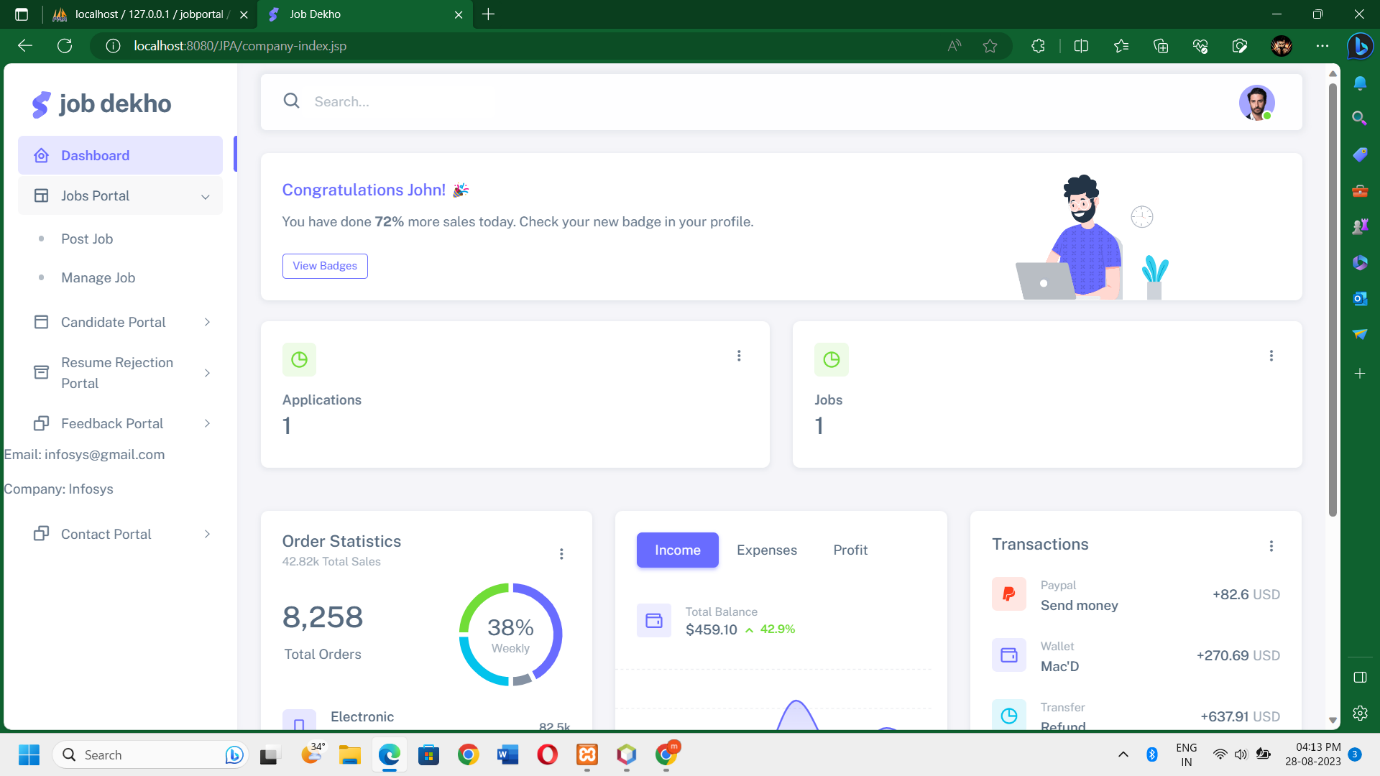 localhost / 127.0.0.1 / jobportal /
Job Dekho
localhost:8080/JPA/company-index.jsp
job dekho
Search...
Dashboard
Jobs Portal
Post Job
Manage Job
Candidate Portal
Resume Rejection
Portal
Feedback Portal
Email: infosys@gmail.com
Company: Infosys
Contact Portal
Congratulations John!
You have done 72% more sales today. Check your new badge in your profile.
View Badges
Applications
1
Jobs
1
Order Statistics
42.82k Total Sales
8,258
Total Orders
38%
Weekly
Electronic
82.5k
Income Expenses Profit
Total Balance
$459.10 42.9%
Transactions
Paypal
Send money
+82.6 USD
Wallet
Mac'D
+270.69 USD
Transfer
Refund
+637.91 USD
34°
Search
ENG
IN
04:13 PM
28-08-2023
3